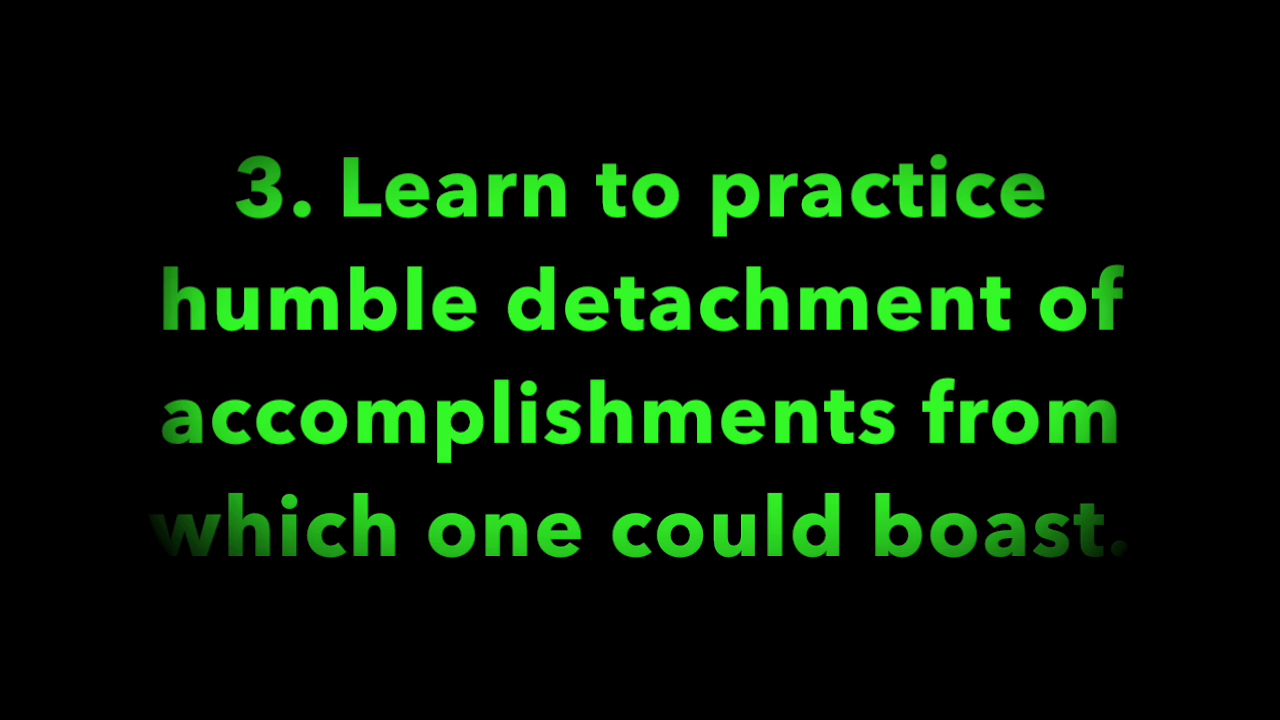 3. Learn to practice
humble detachment of
accomplishments from
which one could boast.